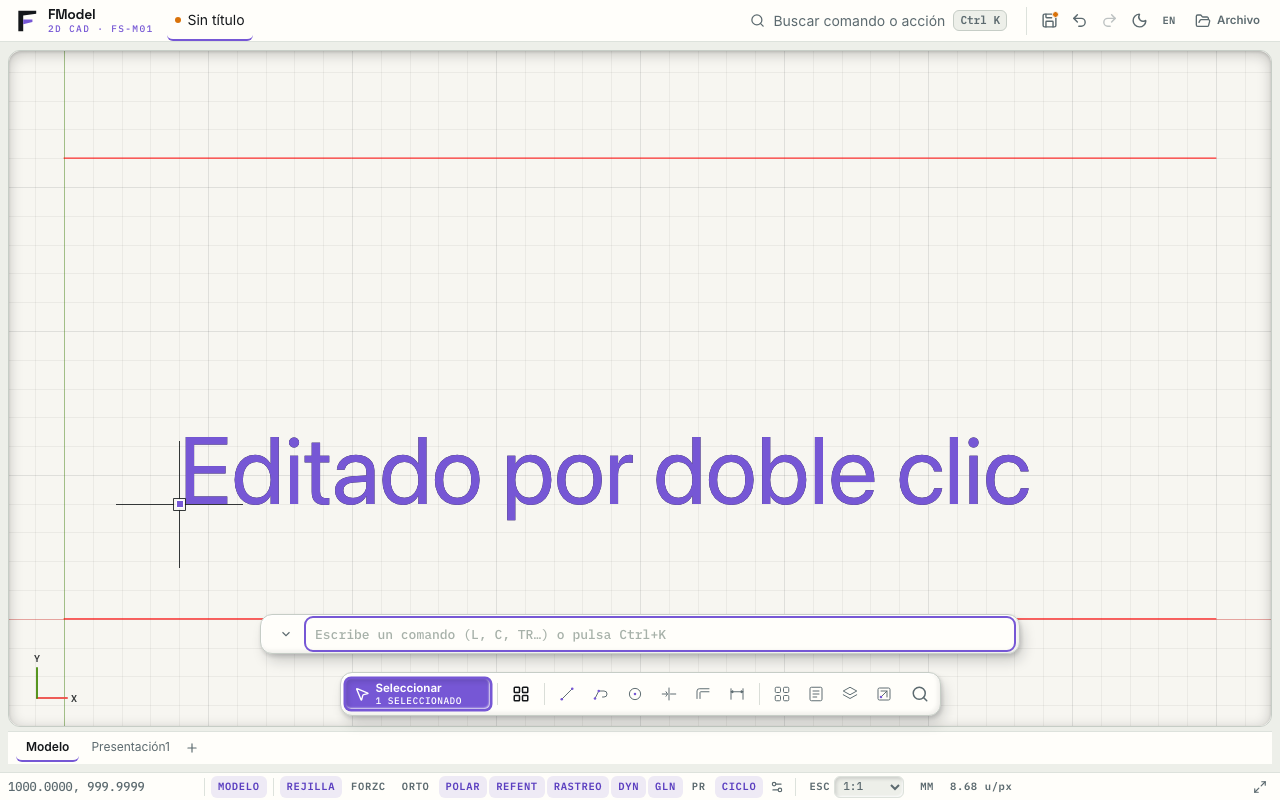 FModel
2D CAD · FS-M01
Sin título
Buscar comando o acción
Ctrl K
EN
Archivo
Editado por doble clic
Escribe un comando (L, C, TR…) o pulsa Ctrl+K
Y
X
Seleccionar
1 SELECCIONADO
Modelo
Presentación1
+
1000.0000, 999.9999
MODELO
REJILLA
FORZC
ORTO
POLAR
REFENT
RASTREO
DYN
GLN
PR
CICLO
ESC
1:1
MM
8.68 u/px